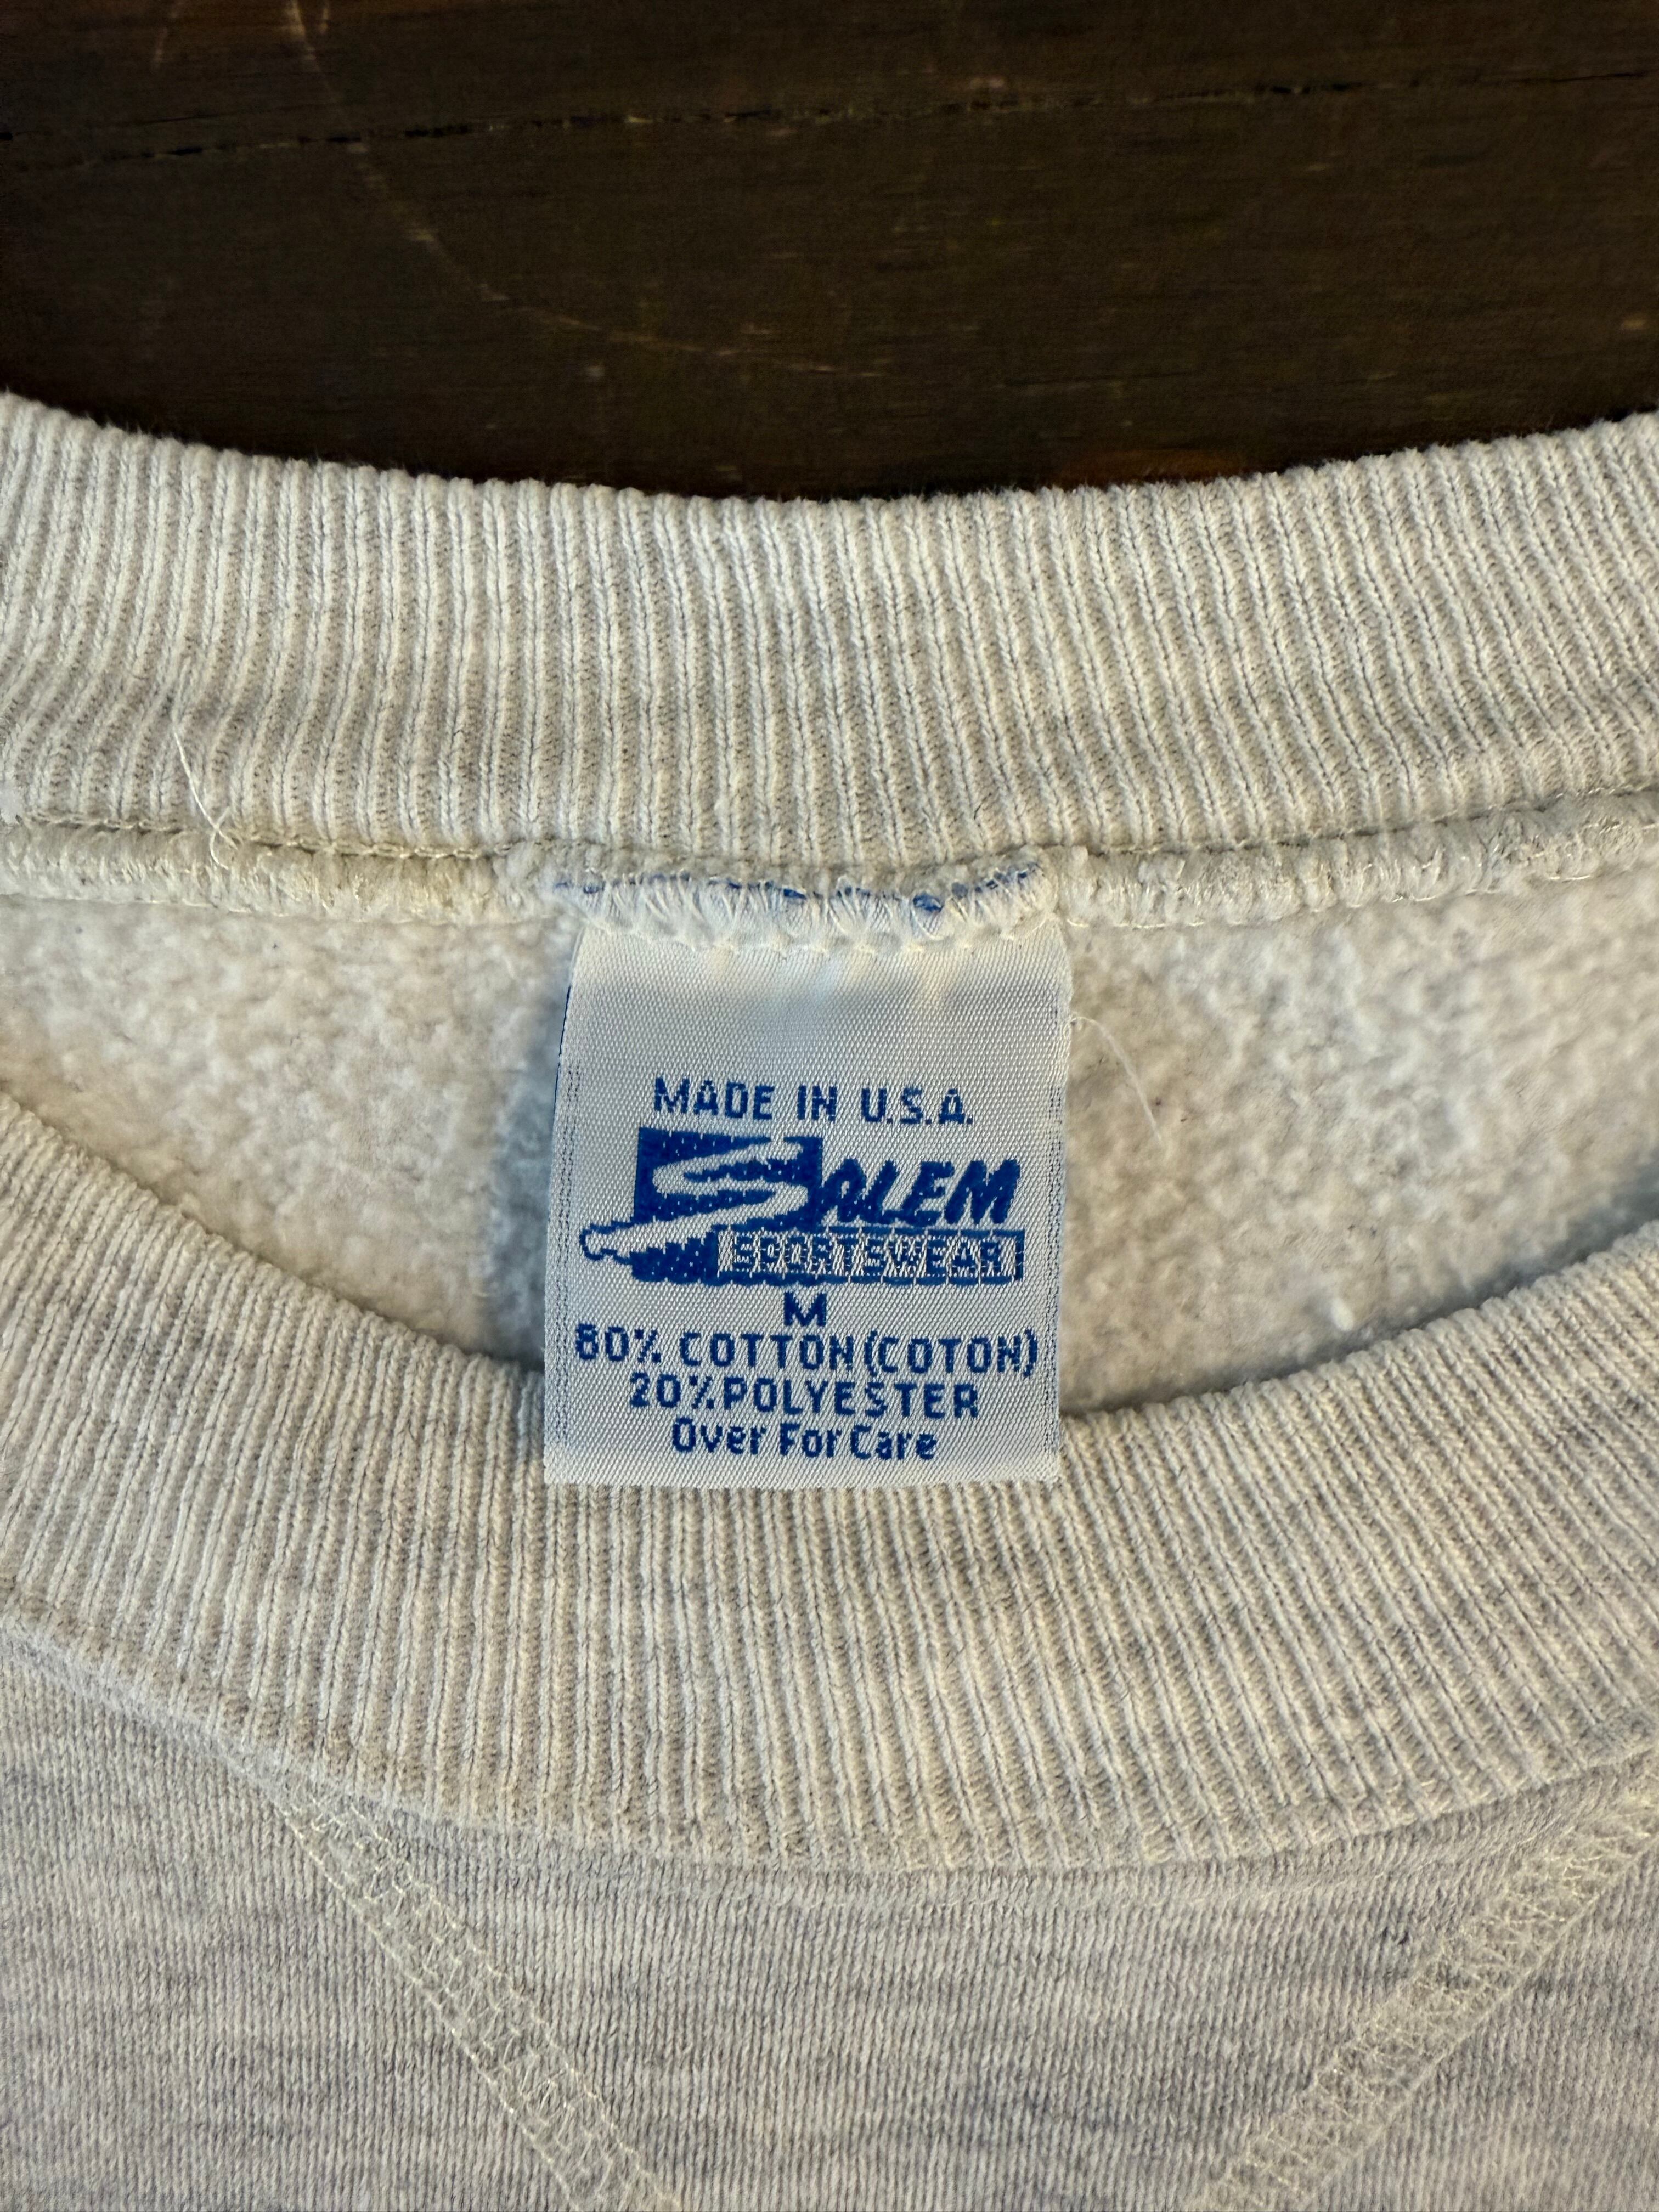 MADE IN U.S.A.
SALEM
SPORTSWEAR
M
80% COTTON (COTON)
20% POLYESTER
Over For Care